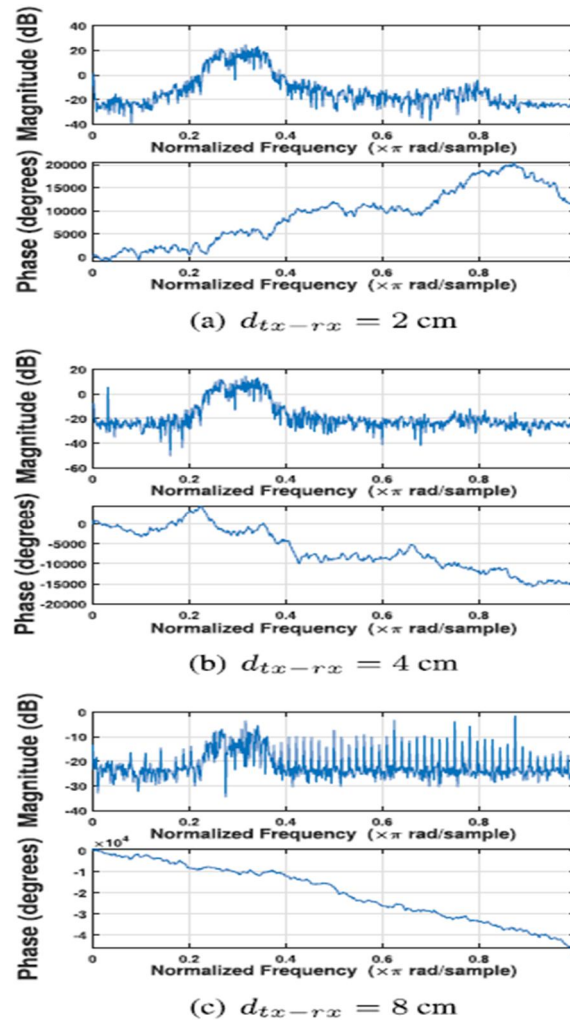 Magnitude (dB)
40
20
0
-20
-40
0 0.2 0.4 0.6 0.8
Normalized Frequency (×π rad/sample)
Phase (degrees)
20000
15000
10000
5000
0
0 0.2 0.4 0.6 0.8
Normalized Frequency (×π rad/sample)
(a) d_{tx−rx} = 2 cm
Magnitude (dB)
20
0
-20
-40
-60
0 0.2 0.4 0.6 0.8
Normalized Frequency (×π rad/sample)
Phase (degrees)
0
-5000
-10000
-15000
-20000
0 0.2 0.4 0.6 0.8
Normalized Frequency (×π rad/sample)
(b) d_{tx−rx} = 4 cm
Magnitude (dB)
0
-10
-20
-30
-40
0 0.2 0.4 0.6 0.8
Normalized Frequency (×π rad/sample)
Phase (degrees)
×10⁴
0
-1
-2
-3
-4
0 0.2 0.4 0.6 0.8
Normalized Frequency (×π rad/sample)
(c) d_{tx−rx} = 8 cm